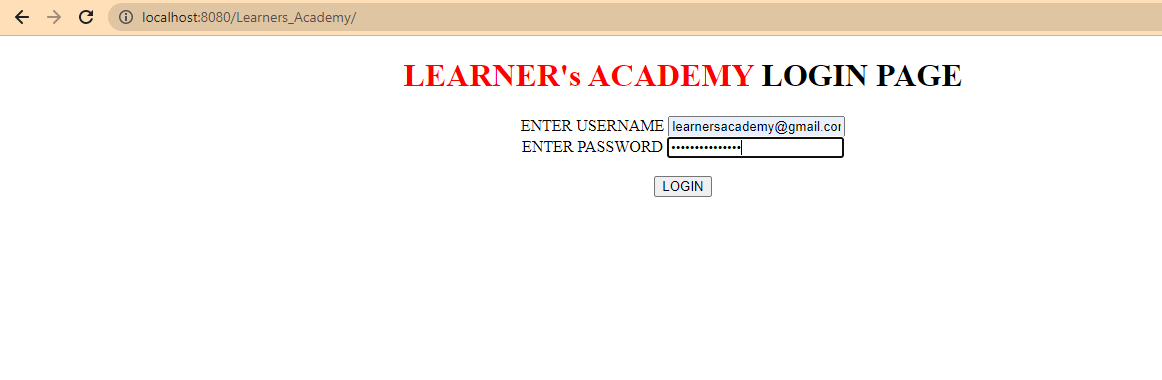 localhost:8080/Learners_Academy/
LEARNER's ACADEMY LOGIN PAGE
ENTER USERNAME learnersacademy@gmail.cor
ENTER PASSWORD •••••••••••••••
LOGIN